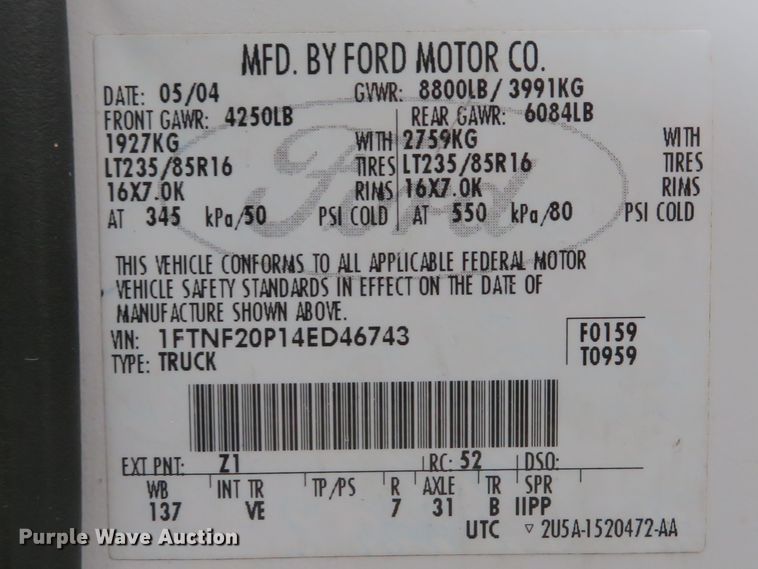 MFD. BY FORD MOTOR CO.
DATE: 05/04 GVWR: 8800LB/ 3991KG
FRONT GAWR: 4250LB REAR GAWR: 6084LB
1927KG WITH 2759KG WITH
LT235/85R16 TIRES LT235/85R16 TIRES
16X7.0K RIMS 16X7.0K RIMS
AT 345 kPa/50 PSI COLD AT 550 kPa/80 PSI COLD
Ford
THIS VEHICLE CONFORMS TO ALL APPLICABLE FEDERAL MOTOR
VEHICLE SAFETY STANDARDS IN EFFECT ON THE DATE OF
MANUFACTURE SHOWN ABOVE.
VIN: 1FTNF20P14ED46743 F0159
TYPE: TRUCK T0959
EXT PNT: Z1 RC: 52 DSO:
WB INT TR TP/PS R AXLE TR SPR
137 VE 7 31 B IIPP
UTC ▽ 2U5A-1520472-AA
Purple Wave Auction